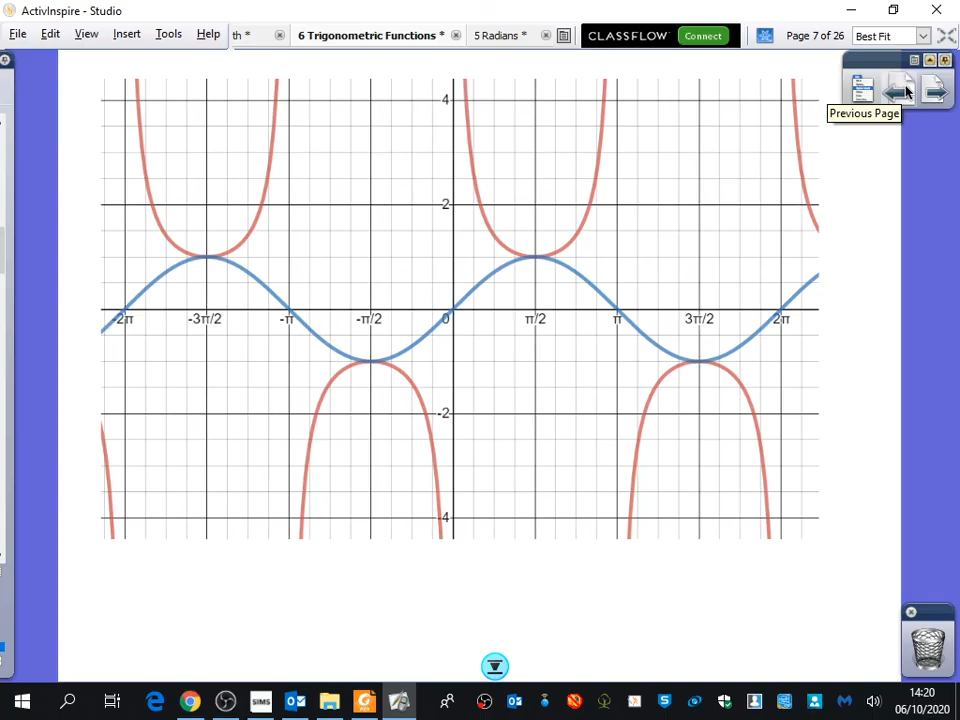 ActivInspire - Studio
File Edit View Insert Tools Help th * 6 Trigonometric Functions * 5 Radians * CLASSFLOW Connect Page 7 of 26 Best Fit
Previous Page
4
2
-2π -3π/2 -π -π/2 0 π/2 π 3π/2 2π
-2
-4
SIMS
14:20
06/10/2020